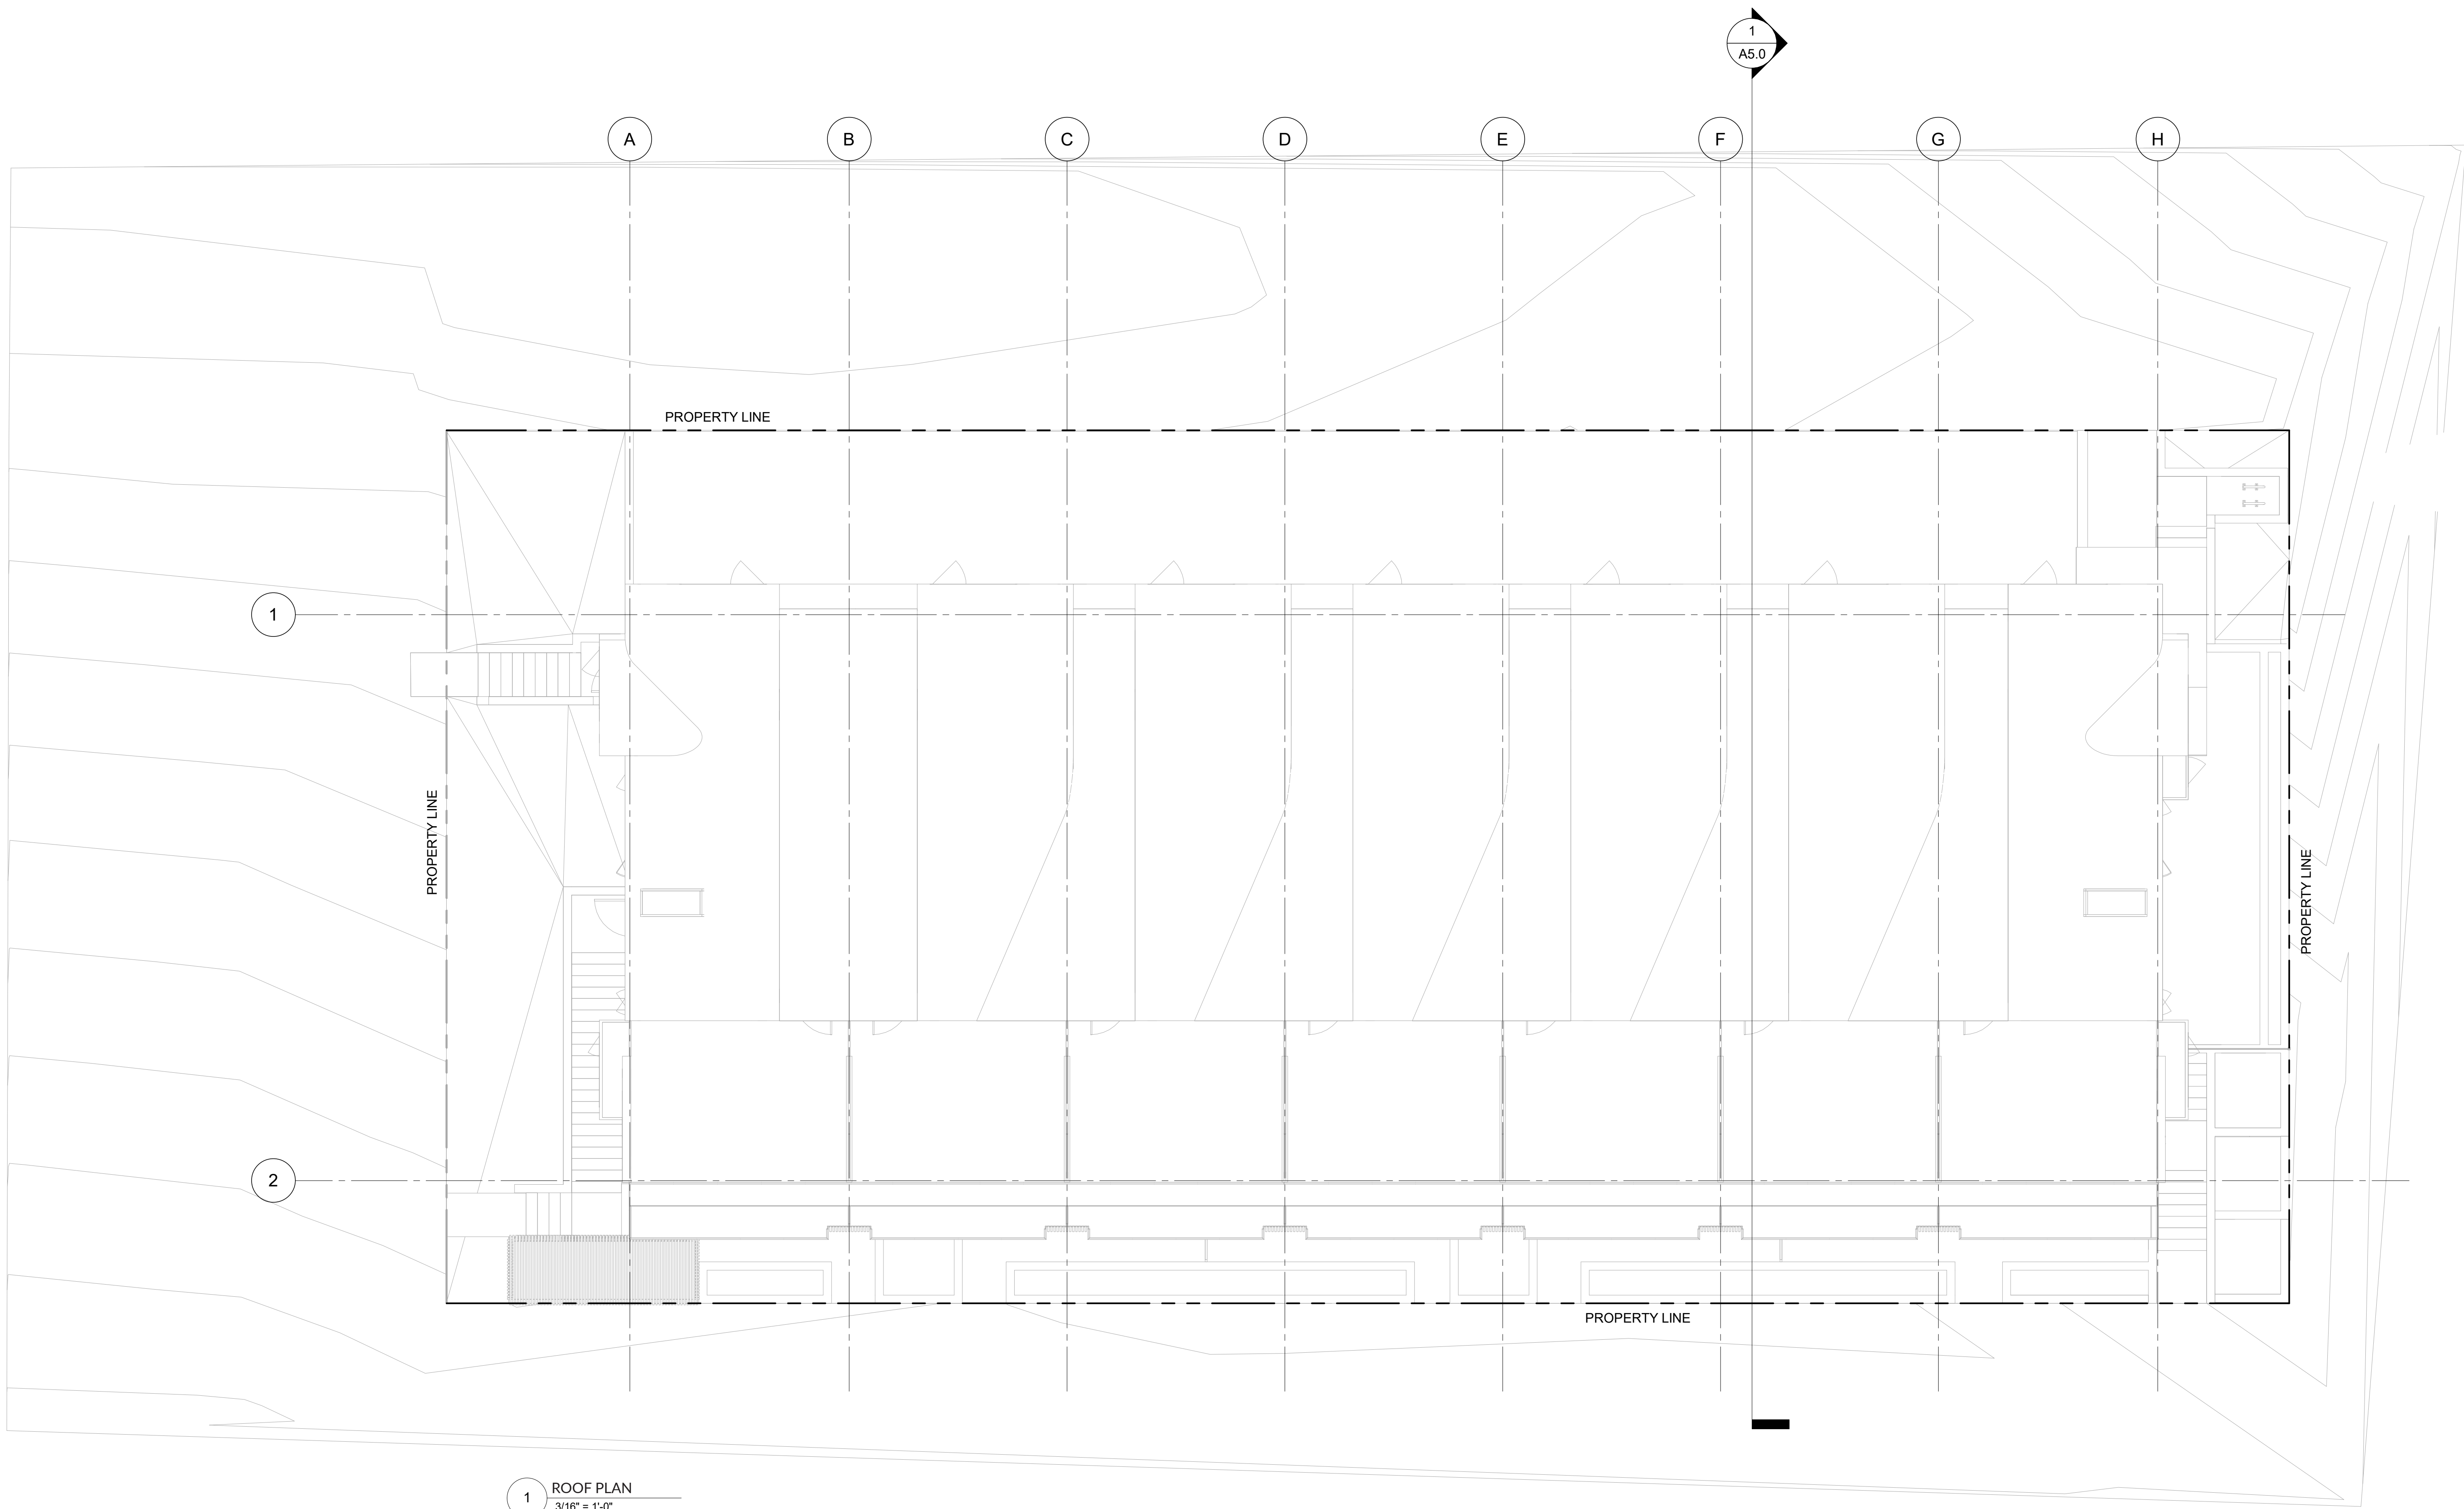 1
A5.0
A
B
C
D
E
F
G
H
PROPERTY LINE
1
PROPERTY LINE
PROPERTY LINE
2
PROPERTY LINE
1
ROOF PLAN
3/16" = 1'-0"